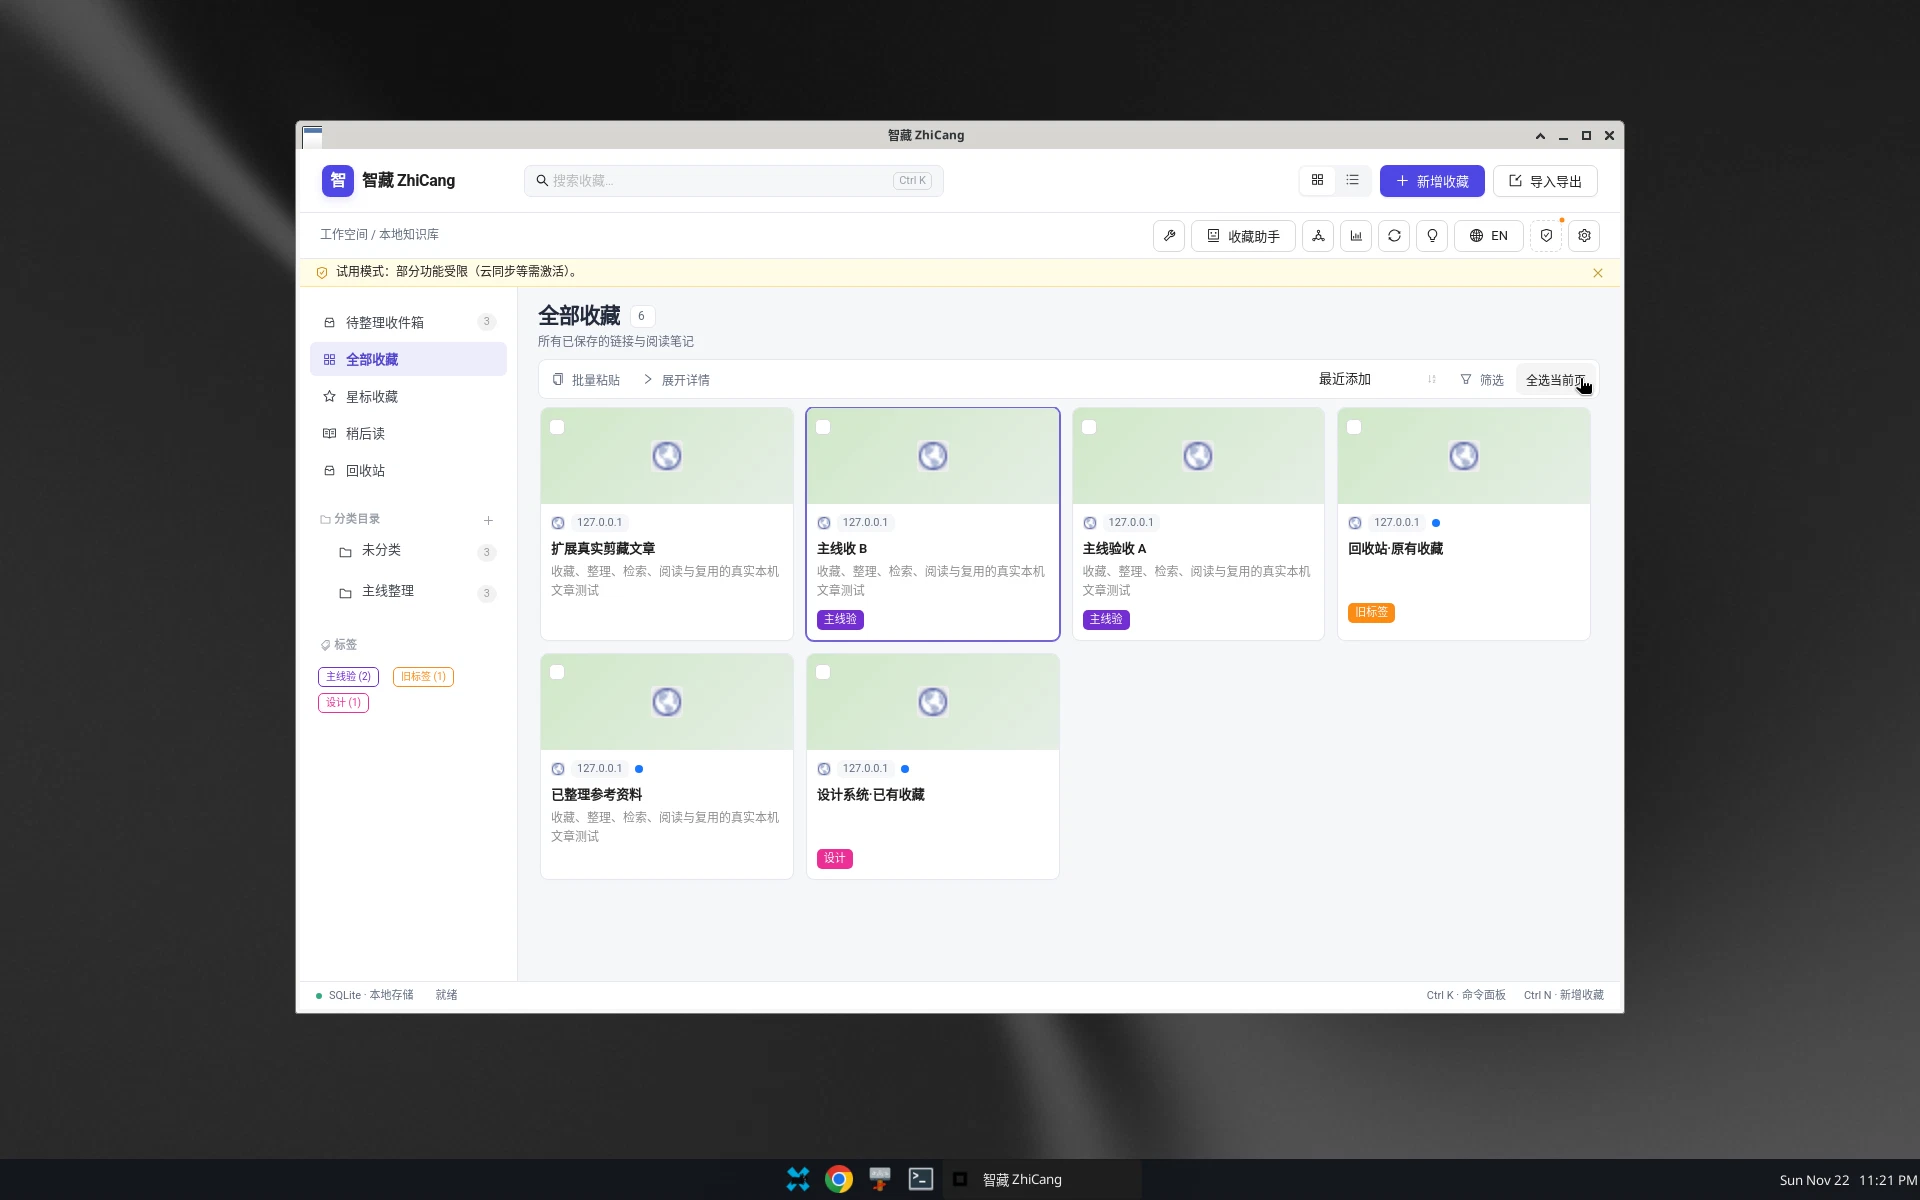 智藏 ZhiCang
智 智藏 ZhiCang
搜索收藏... Ctrl K
新增收藏
导入导出
工作空间 / 本地知识库
收藏助手
EN
试用模式：部分功能受限（云同步等需激活）。
待整理收件箱 3
全部收藏
星标收藏
稍后读
回收站
分类目录
未分类 3
主线整理 3
标签
主线验 (2) 旧标签 (1)
设计 (1)
全部收藏 6
所有已保存的链接与阅读笔记
批量粘贴 展开详情 最近添加 筛选 全选当前页
127.0.0.1
扩展真实剪藏文章
收藏、整理、检索、阅读与复用的真实本机
文章测试
127.0.0.1
主线收 B
收藏、整理、检索、阅读与复用的真实本机
文章测试
主线验
127.0.0.1
主线验收 A
收藏、整理、检索、阅读与复用的真实本机
文章测试
主线验
127.0.0.1
回收站·原有收藏
旧标签
127.0.0.1
已整理参考资料
收藏、整理、检索、阅读与复用的真实本机
文章测试
127.0.0.1
设计系统·已有收藏
设计
SQLite · 本地存储 就绪
Ctrl K · 命令面板 Ctrl N · 新增收藏
智藏 ZhiCang
Sun Nov 22 11:21 PM